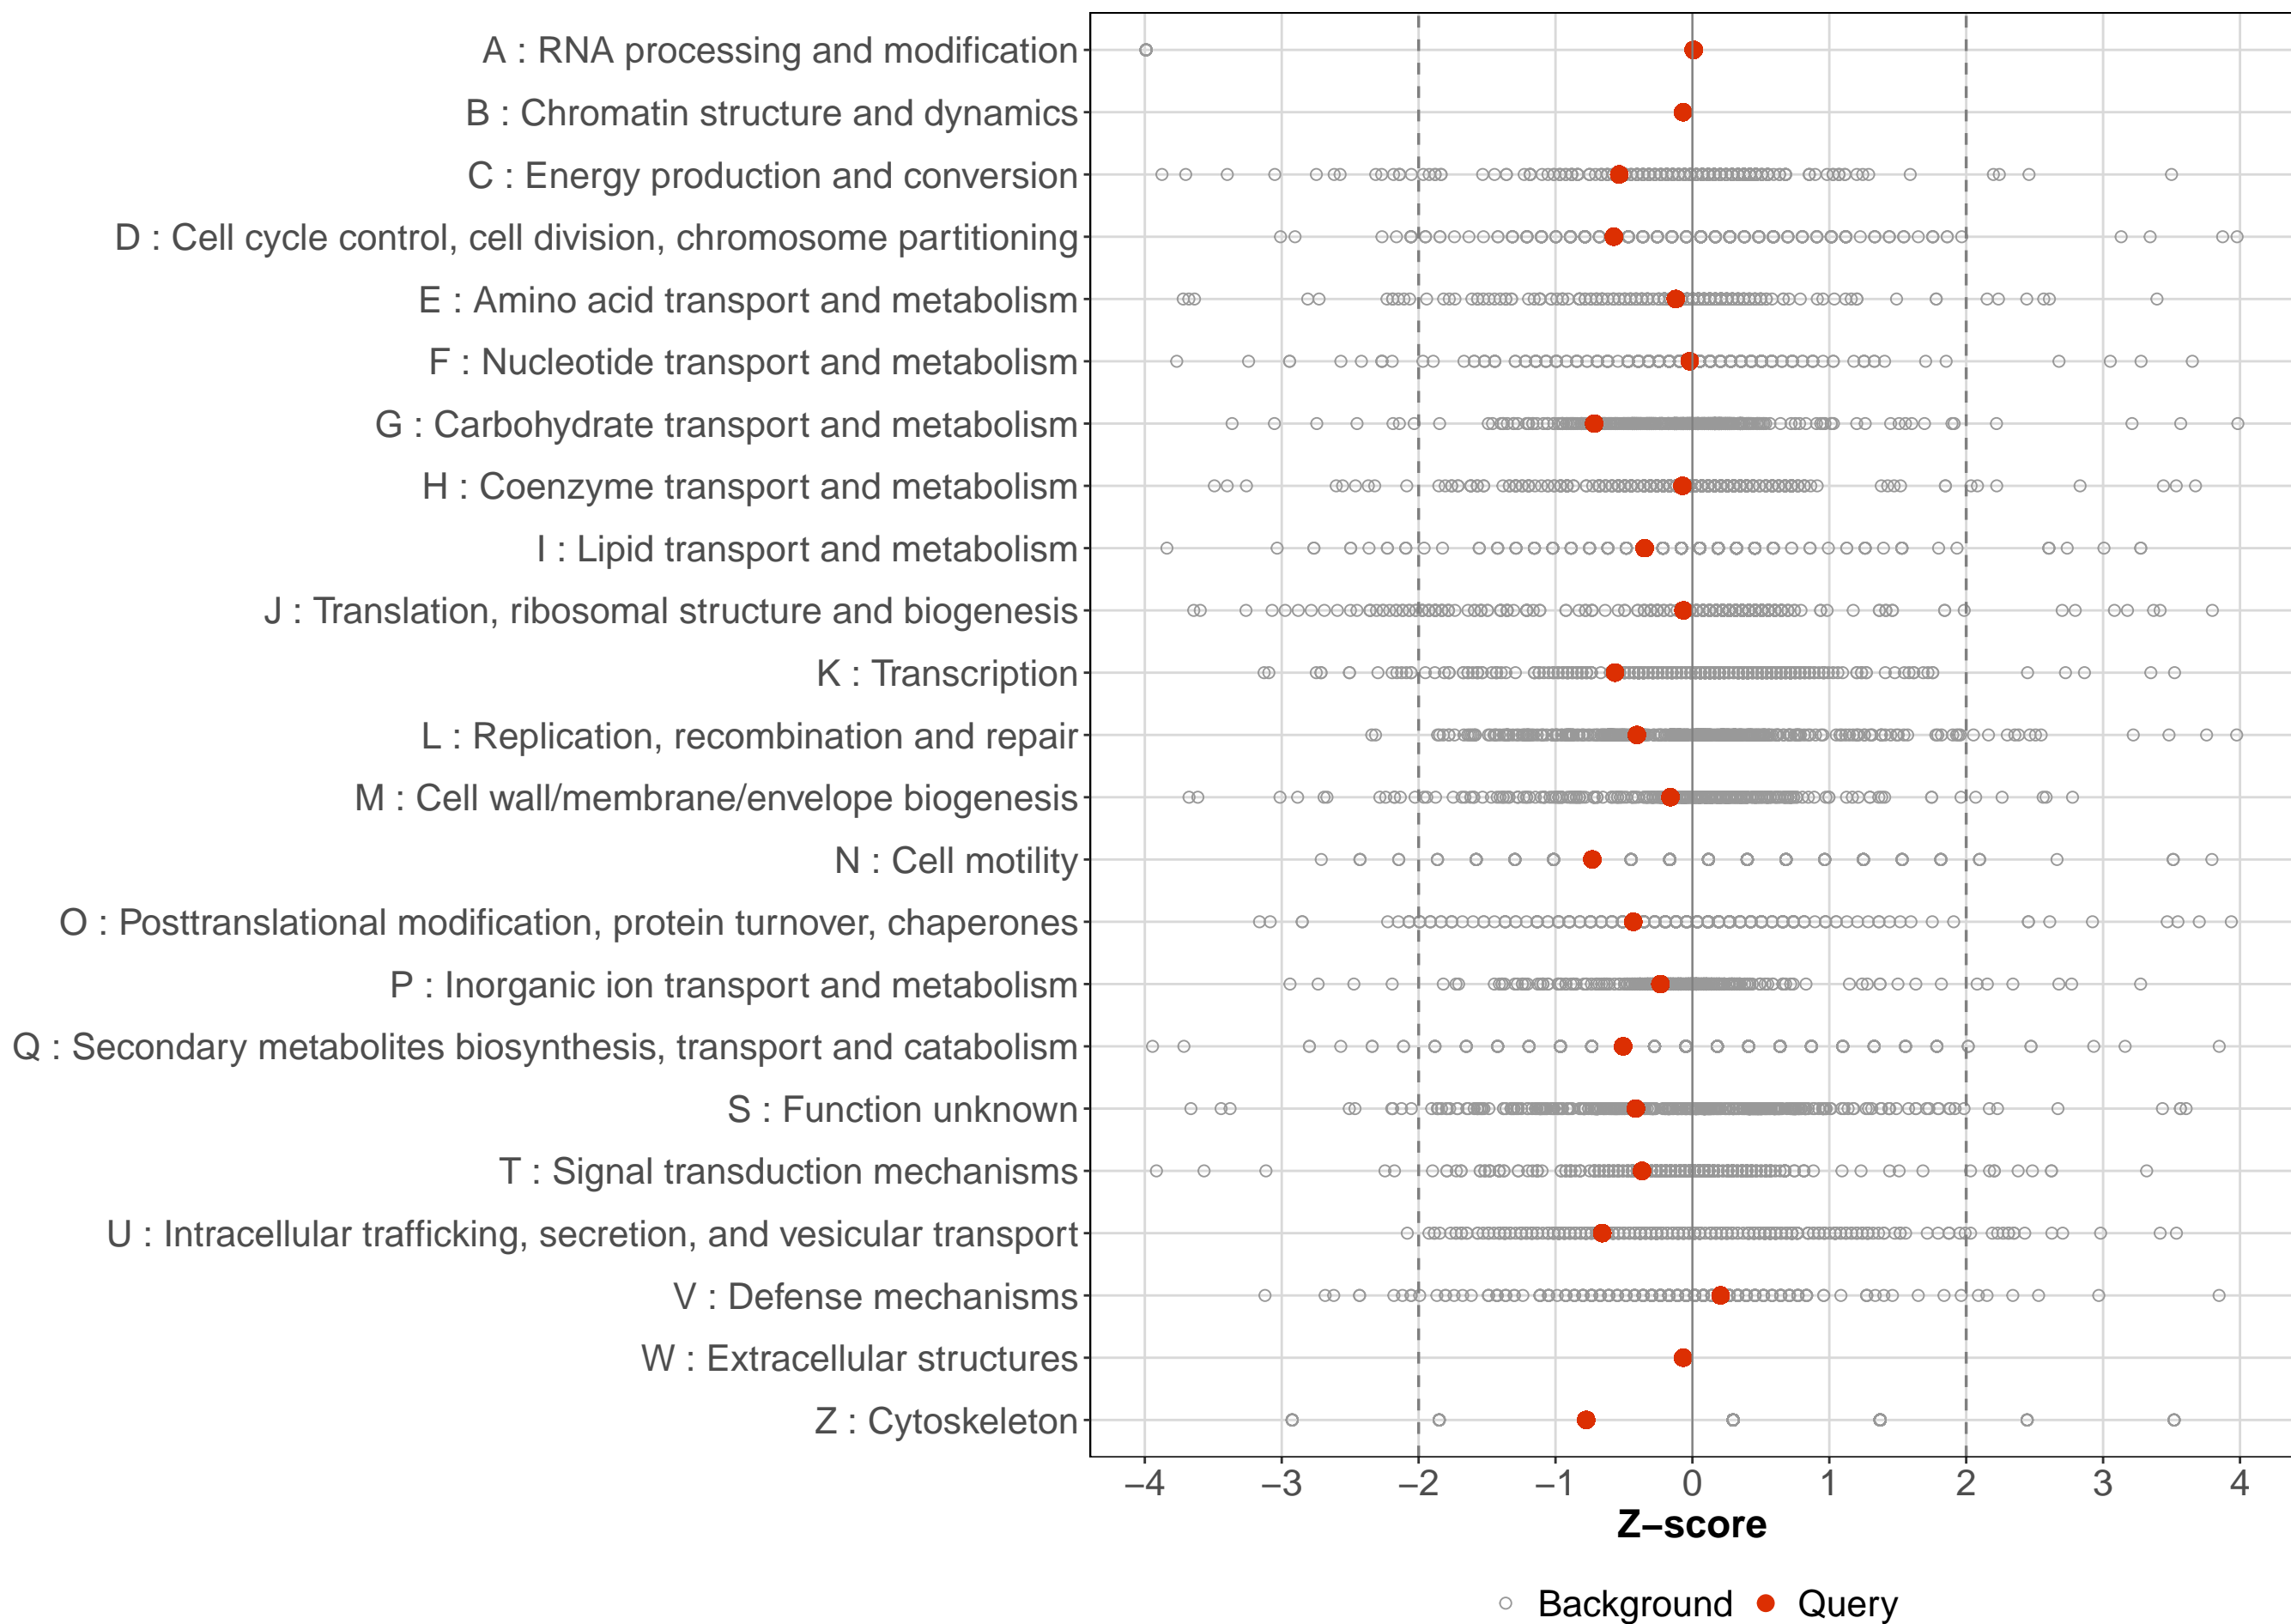 A : RNA processing and modification
B : Chromatin structure and dynamics
C : Energy production and conversion
D : Cell cycle control, cell division, chromosome partitioning
E : Amino acid transport and metabolism
F : Nucleotide transport and metabolism
G : Carbohydrate transport and metabolism
H : Coenzyme transport and metabolism
I : Lipid transport and metabolism
J : Translation, ribosomal structure and biogenesis
K : Transcription
L : Replication, recombination and repair
M : Cell wall/membrane/envelope biogenesis
N : Cell motility
O : Posttranslational modification, protein turnover, chaperones
P : Inorganic ion transport and metabolism
Q : Secondary metabolites biosynthesis, transport and catabolism
S : Function unknown
T : Signal transduction mechanisms
U : Intracellular trafficking, secretion, and vesicular transport
V : Defense mechanisms
W : Extracellular structures
Z : Cytoskeleton
−4 −3 −2 −1 0 1 2 3 4
Z−score
Background Query